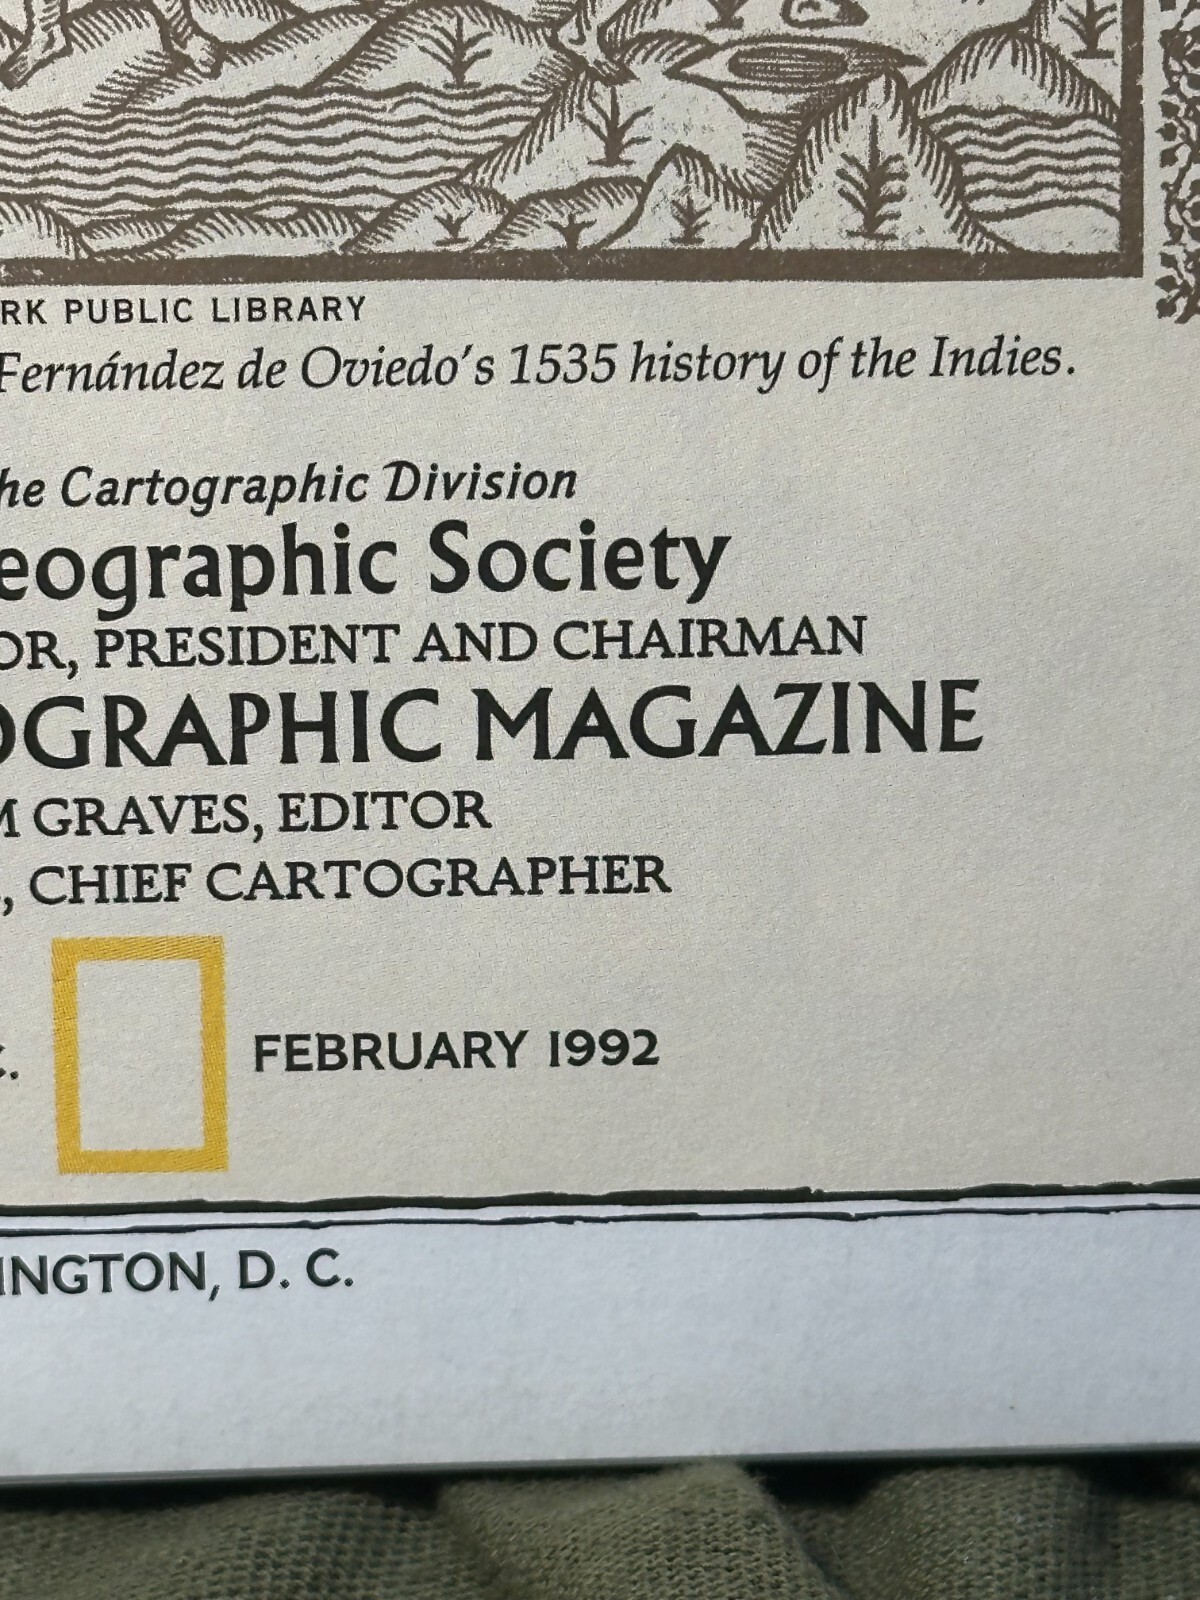 RK PUBLIC LIBRARY
Fernández de Oviedo's 1535 history of the Indies.
he Cartographic Division
eographic Society
OR, PRESIDENT AND CHAIRMAN
OGRAPHIC MAGAZINE
M GRAVES, EDITOR
, CHIEF CARTOGRAPHER
C. FEBRUARY 1992
INGTON, D. C.